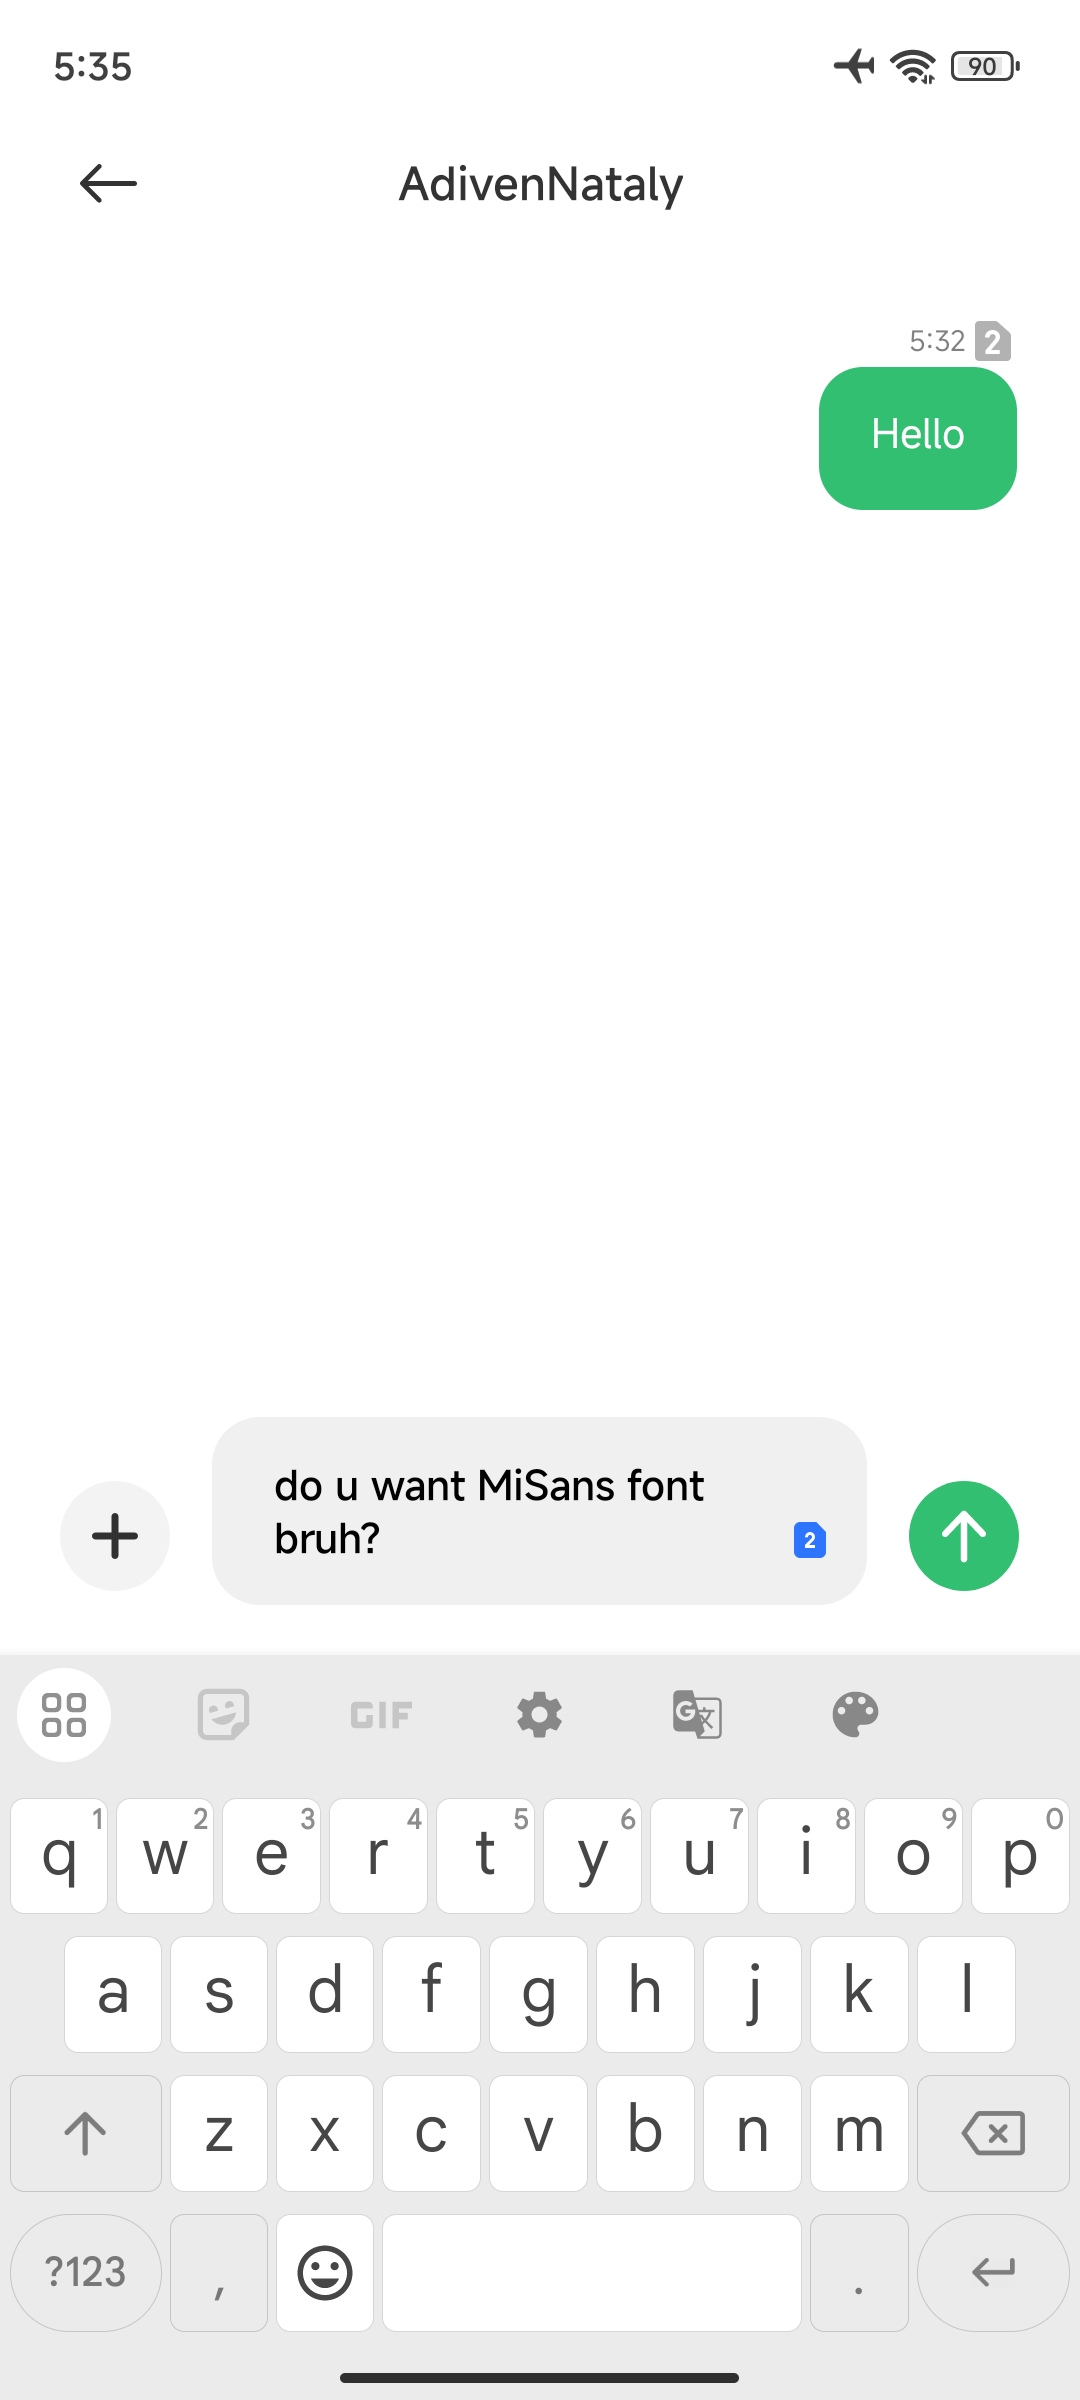 5:35
90
AdivenNataly
5:32 2
Hello
do u want MiSans font
bruh?
2
GIF
G 文
1 2 3 4 5 6 7 8 9 0
q w e r t y u i o p
a s d f g h j k l
z x c v b n m
?123 , .